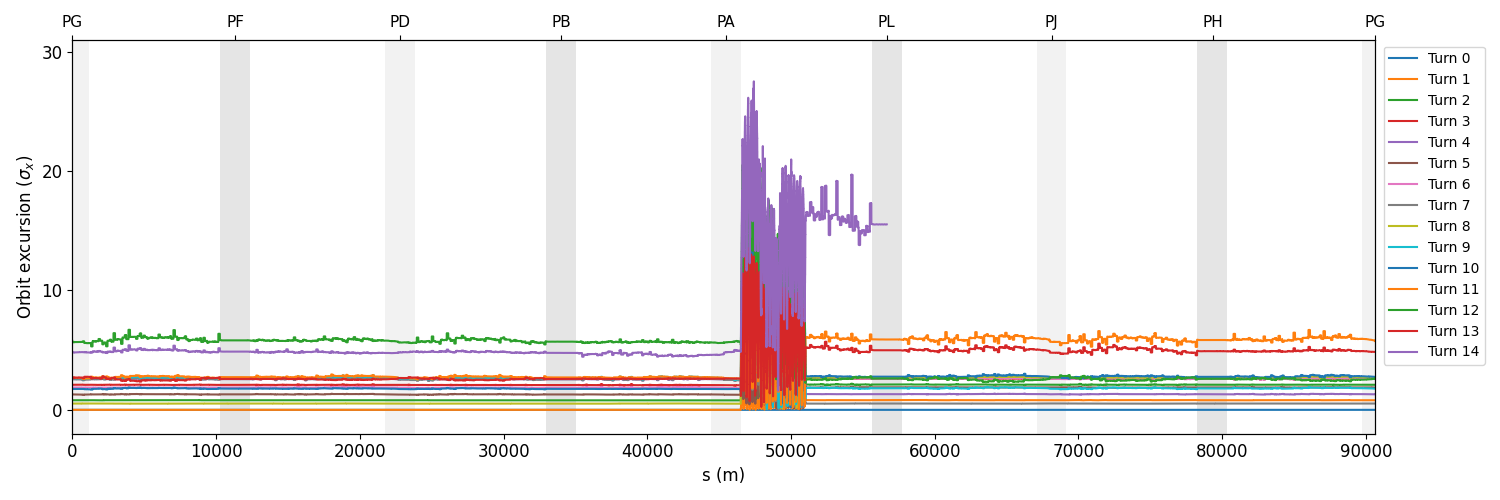 PG PF PD PB PA PL PJ PH PG
30
20
10
0
Orbit excursion (σx)
0 10000 20000 30000 40000 50000 60000 70000 80000 90000
s (m)
Turn 0
Turn 1
Turn 2
Turn 3
Turn 4
Turn 5
Turn 6
Turn 7
Turn 8
Turn 9
Turn 10
Turn 11
Turn 12
Turn 13
Turn 14